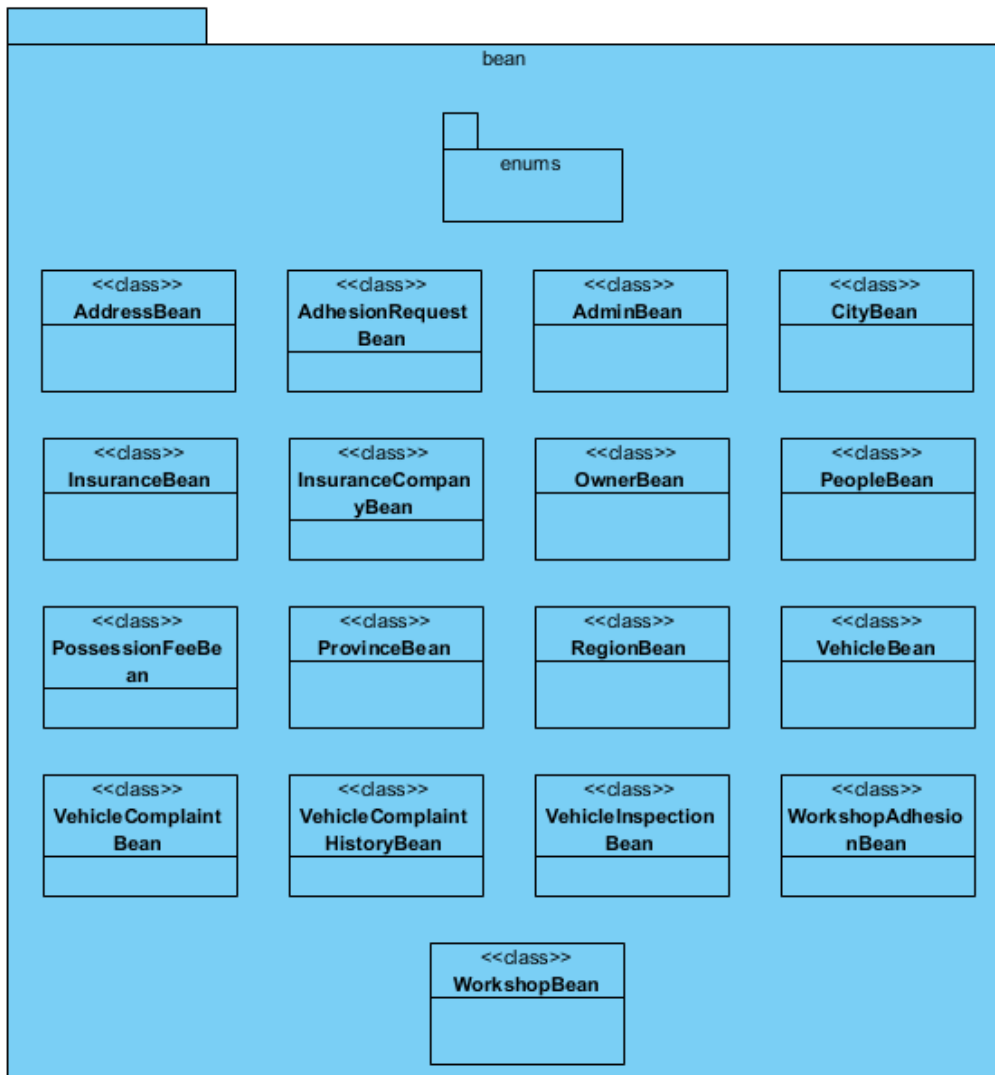 bean
enums
<<class>>
AddressBean
<<class>>
AdhesionRequest
Bean
<<class>>
AdminBean
<<class>>
CityBean
<<class>>
InsuranceBean
<<class>>
InsuranceCompan
yBean
<<class>>
OwnerBean
<<class>>
PeopleBean
<<class>>
PossessionFeeBe
an
<<class>>
ProvinceBean
<<class>>
RegionBean
<<class>>
VehicleBean
<<class>>
VehicleComplaint
Bean
<<class>>
VehicleComplaint
HistoryBean
<<class>>
VehicleInspection
Bean
<<class>>
WorkshopAdhesio
nBean
<<class>>
WorkshopBean